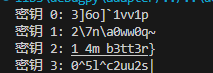 密钥 0: 3]6o]`1vv1p
密钥 1: 2\7n\a0ww0q~
密钥 2: 1_4m_b3tt3r}
密钥 3: 0^5l^c2uu2s|